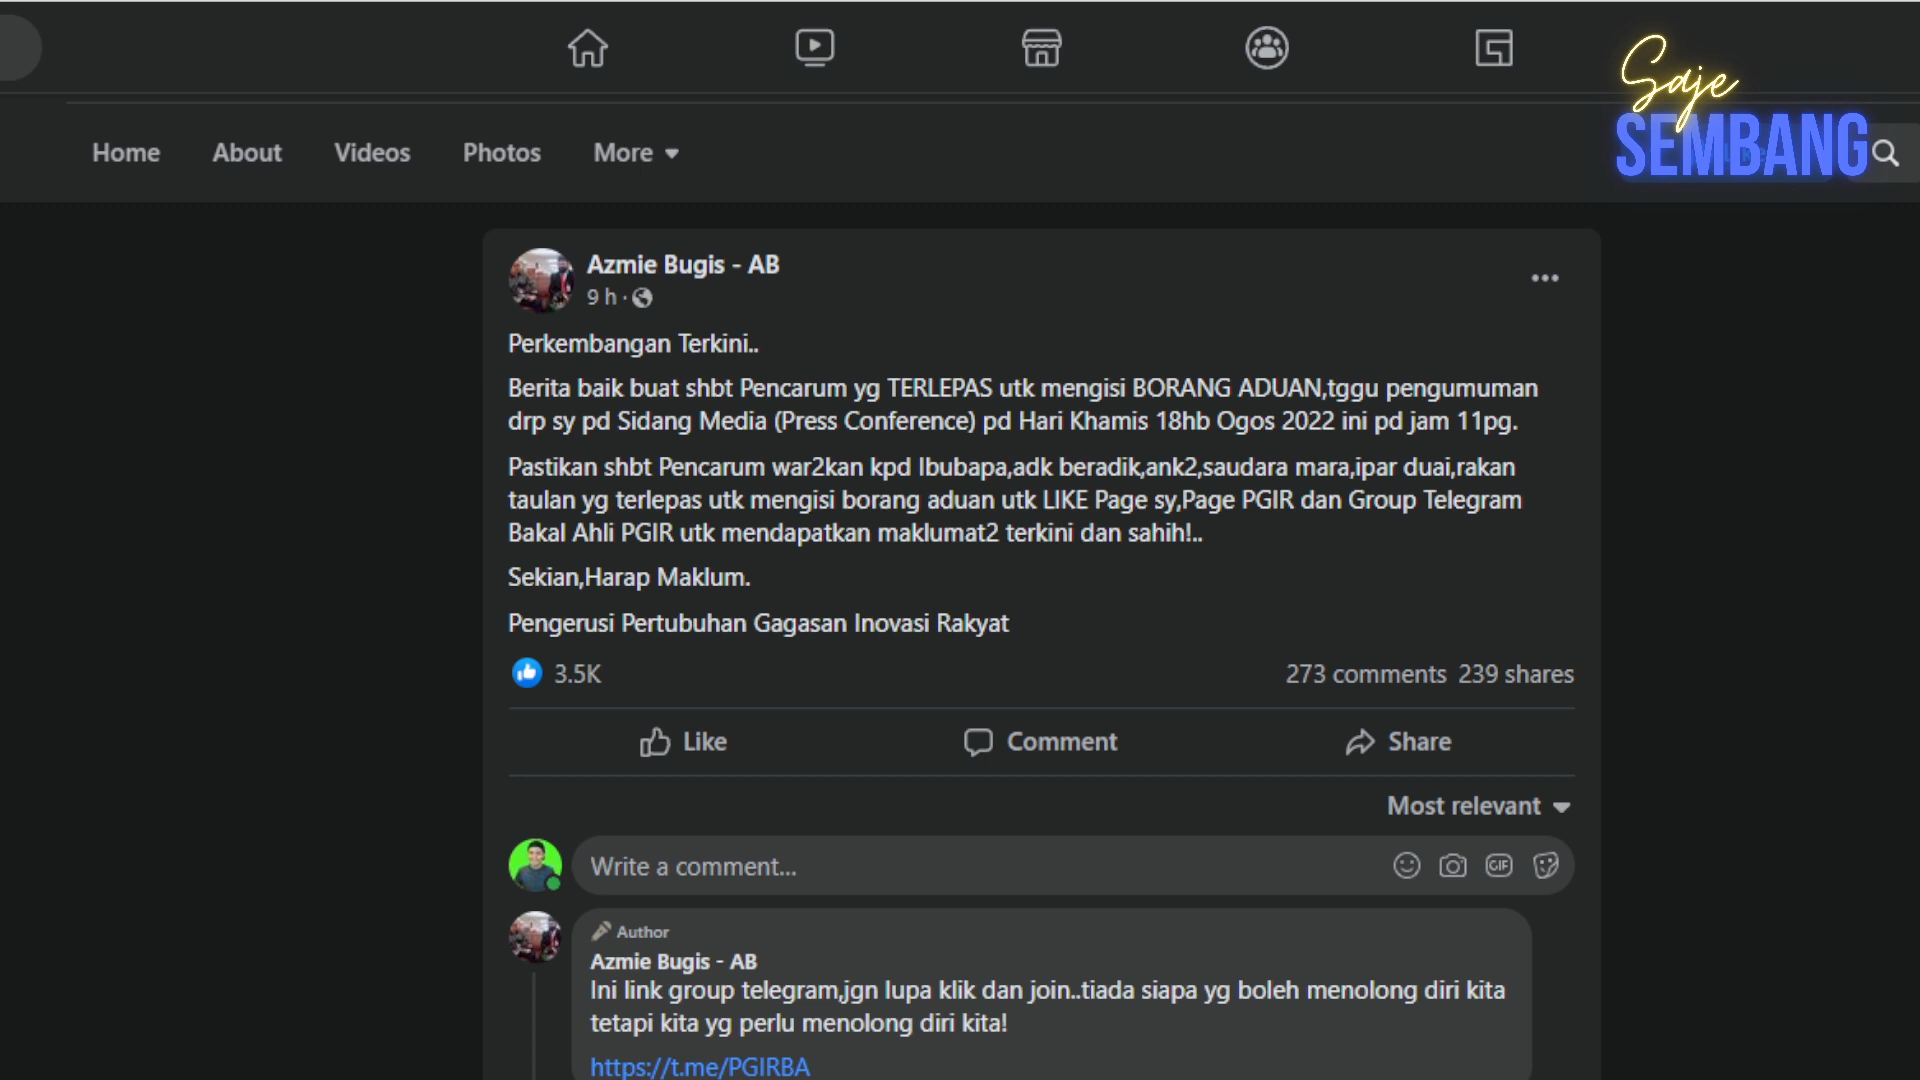 Saje
SEMBANG
Home About Videos Photos More
Azmie Bugis - AB
9 h ·
Perkembangan Terkini..
Berita baik buat shbt Pencarum yg TERLEPAS utk mengisi BORANG ADUAN,tggu pengumuman
drp sy pd Sidang Media (Press Conference) pd Hari Khamis 18hb Ogos 2022 ini pd jam 11pg.
Pastikan shbt Pencarum war2kan kpd Ibubapa,adk beradik,ank2,saudara mara,ipar duai,rakan
taulan yg terlepas utk mengisi borang aduan utk LIKE Page sy,Page PGIR dan Group Telegram
Bakal Ahli PGIR utk mendapatkan maklumat2 terkini dan sahih!..
Sekian,Harap Maklum.
Pengerusi Pertubuhan Gagasan Inovasi Rakyat
3.5K 273 comments 239 shares
Like Comment Share
Most relevant
Write a comment...
GIF
Author
Azmie Bugis - AB
Ini link group telegram,jgn lupa klik dan join..tiada siapa yg boleh menolong diri kita
tetapi kita yg perlu menolong diri kita!
https://t.me/PGIRBA